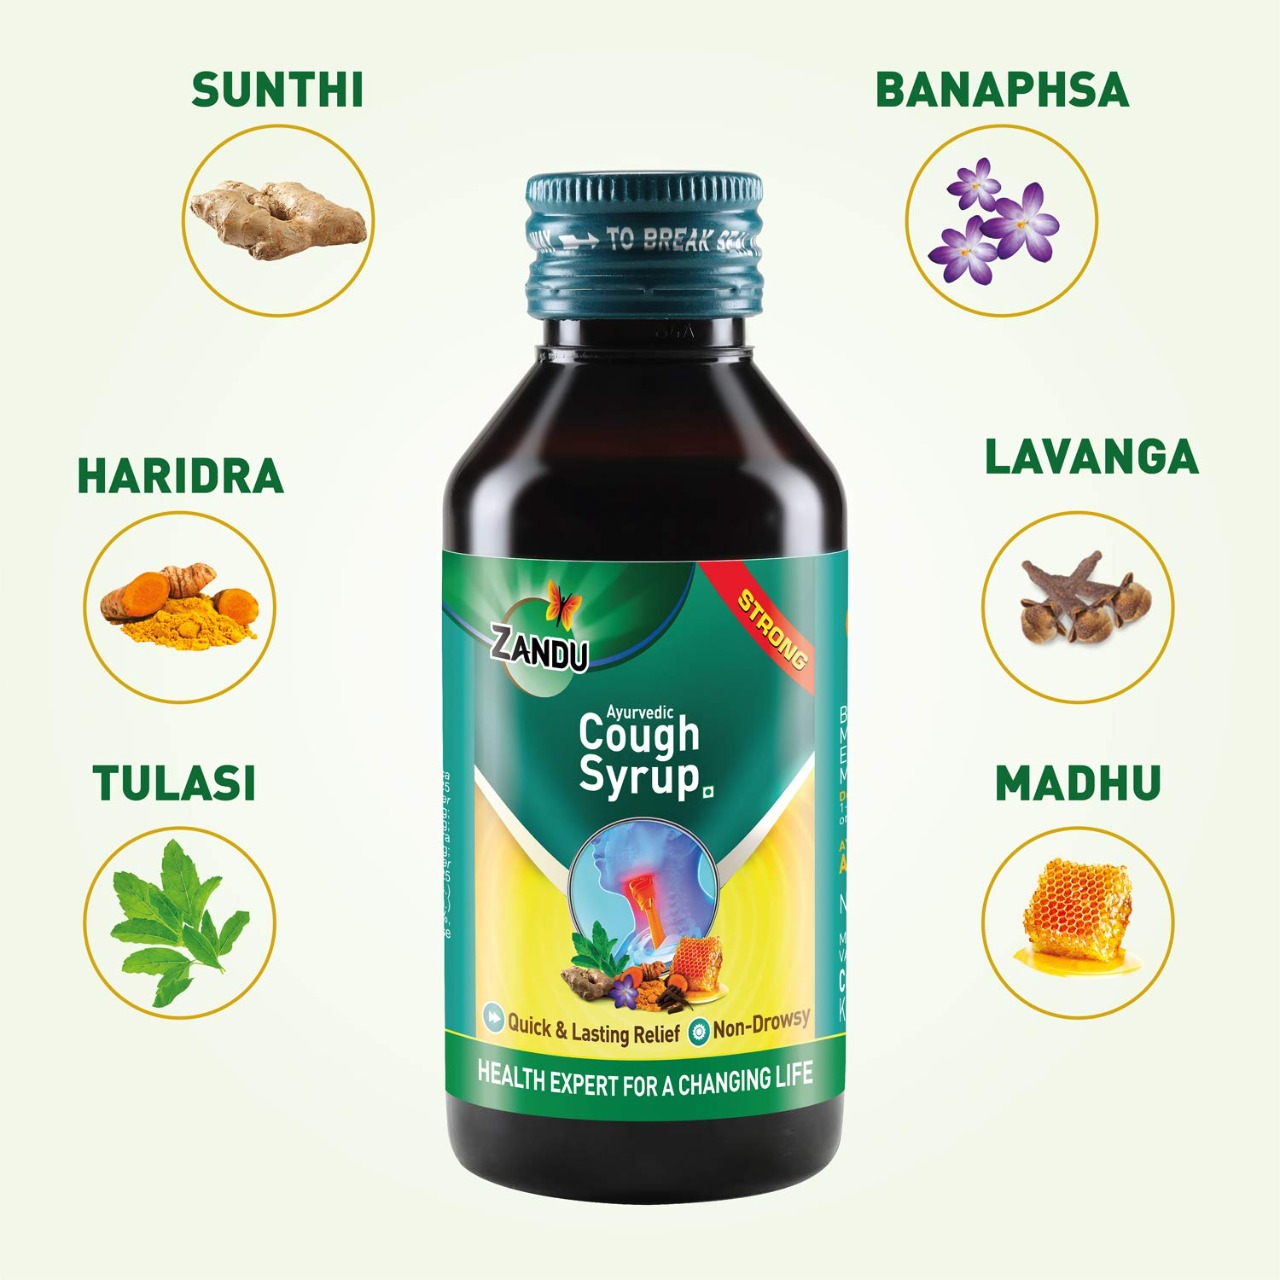 SUNTHI
BANAPHSA
TO BREAK SEAL
HARIDRA
LAVANGA
STRONG
ZANDU
Ayurvedic
Cough
Syrup
TULASI
MADHU
Quick & Lasting Relief
Non-Drowsy
HEALTH EXPERT FOR A CHANGING LIFE